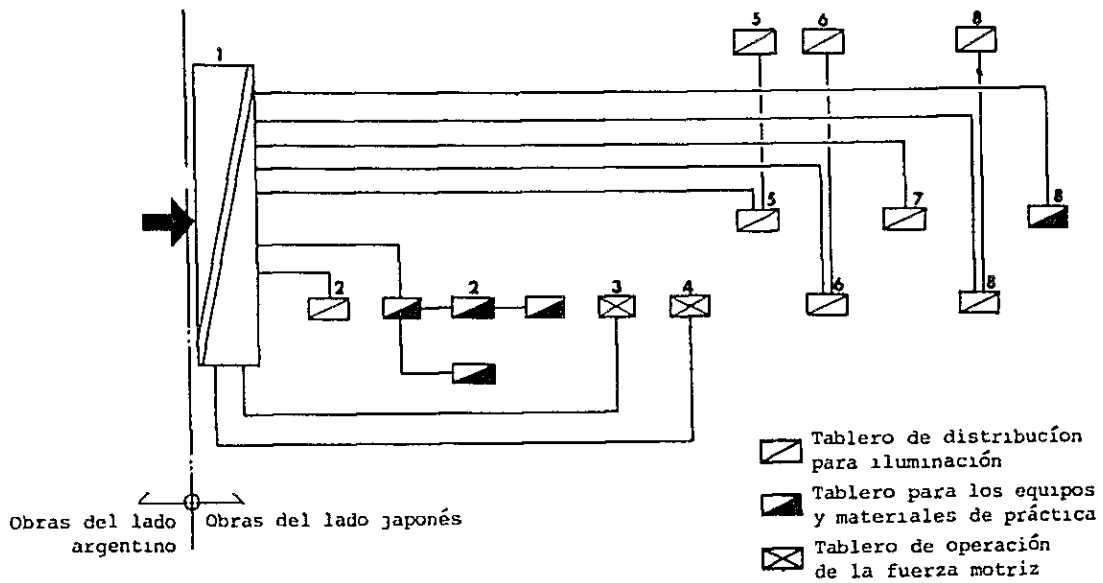 1
5 6 8
5 7 8
2 2 3 4 6 8
Tablero de distribucíon
para iluminación
Tablero para los equipos
y materiales de práctica
Tablero de operación
de la fuerza motriz
Obras del lado
argentino
Obras del lado japonés